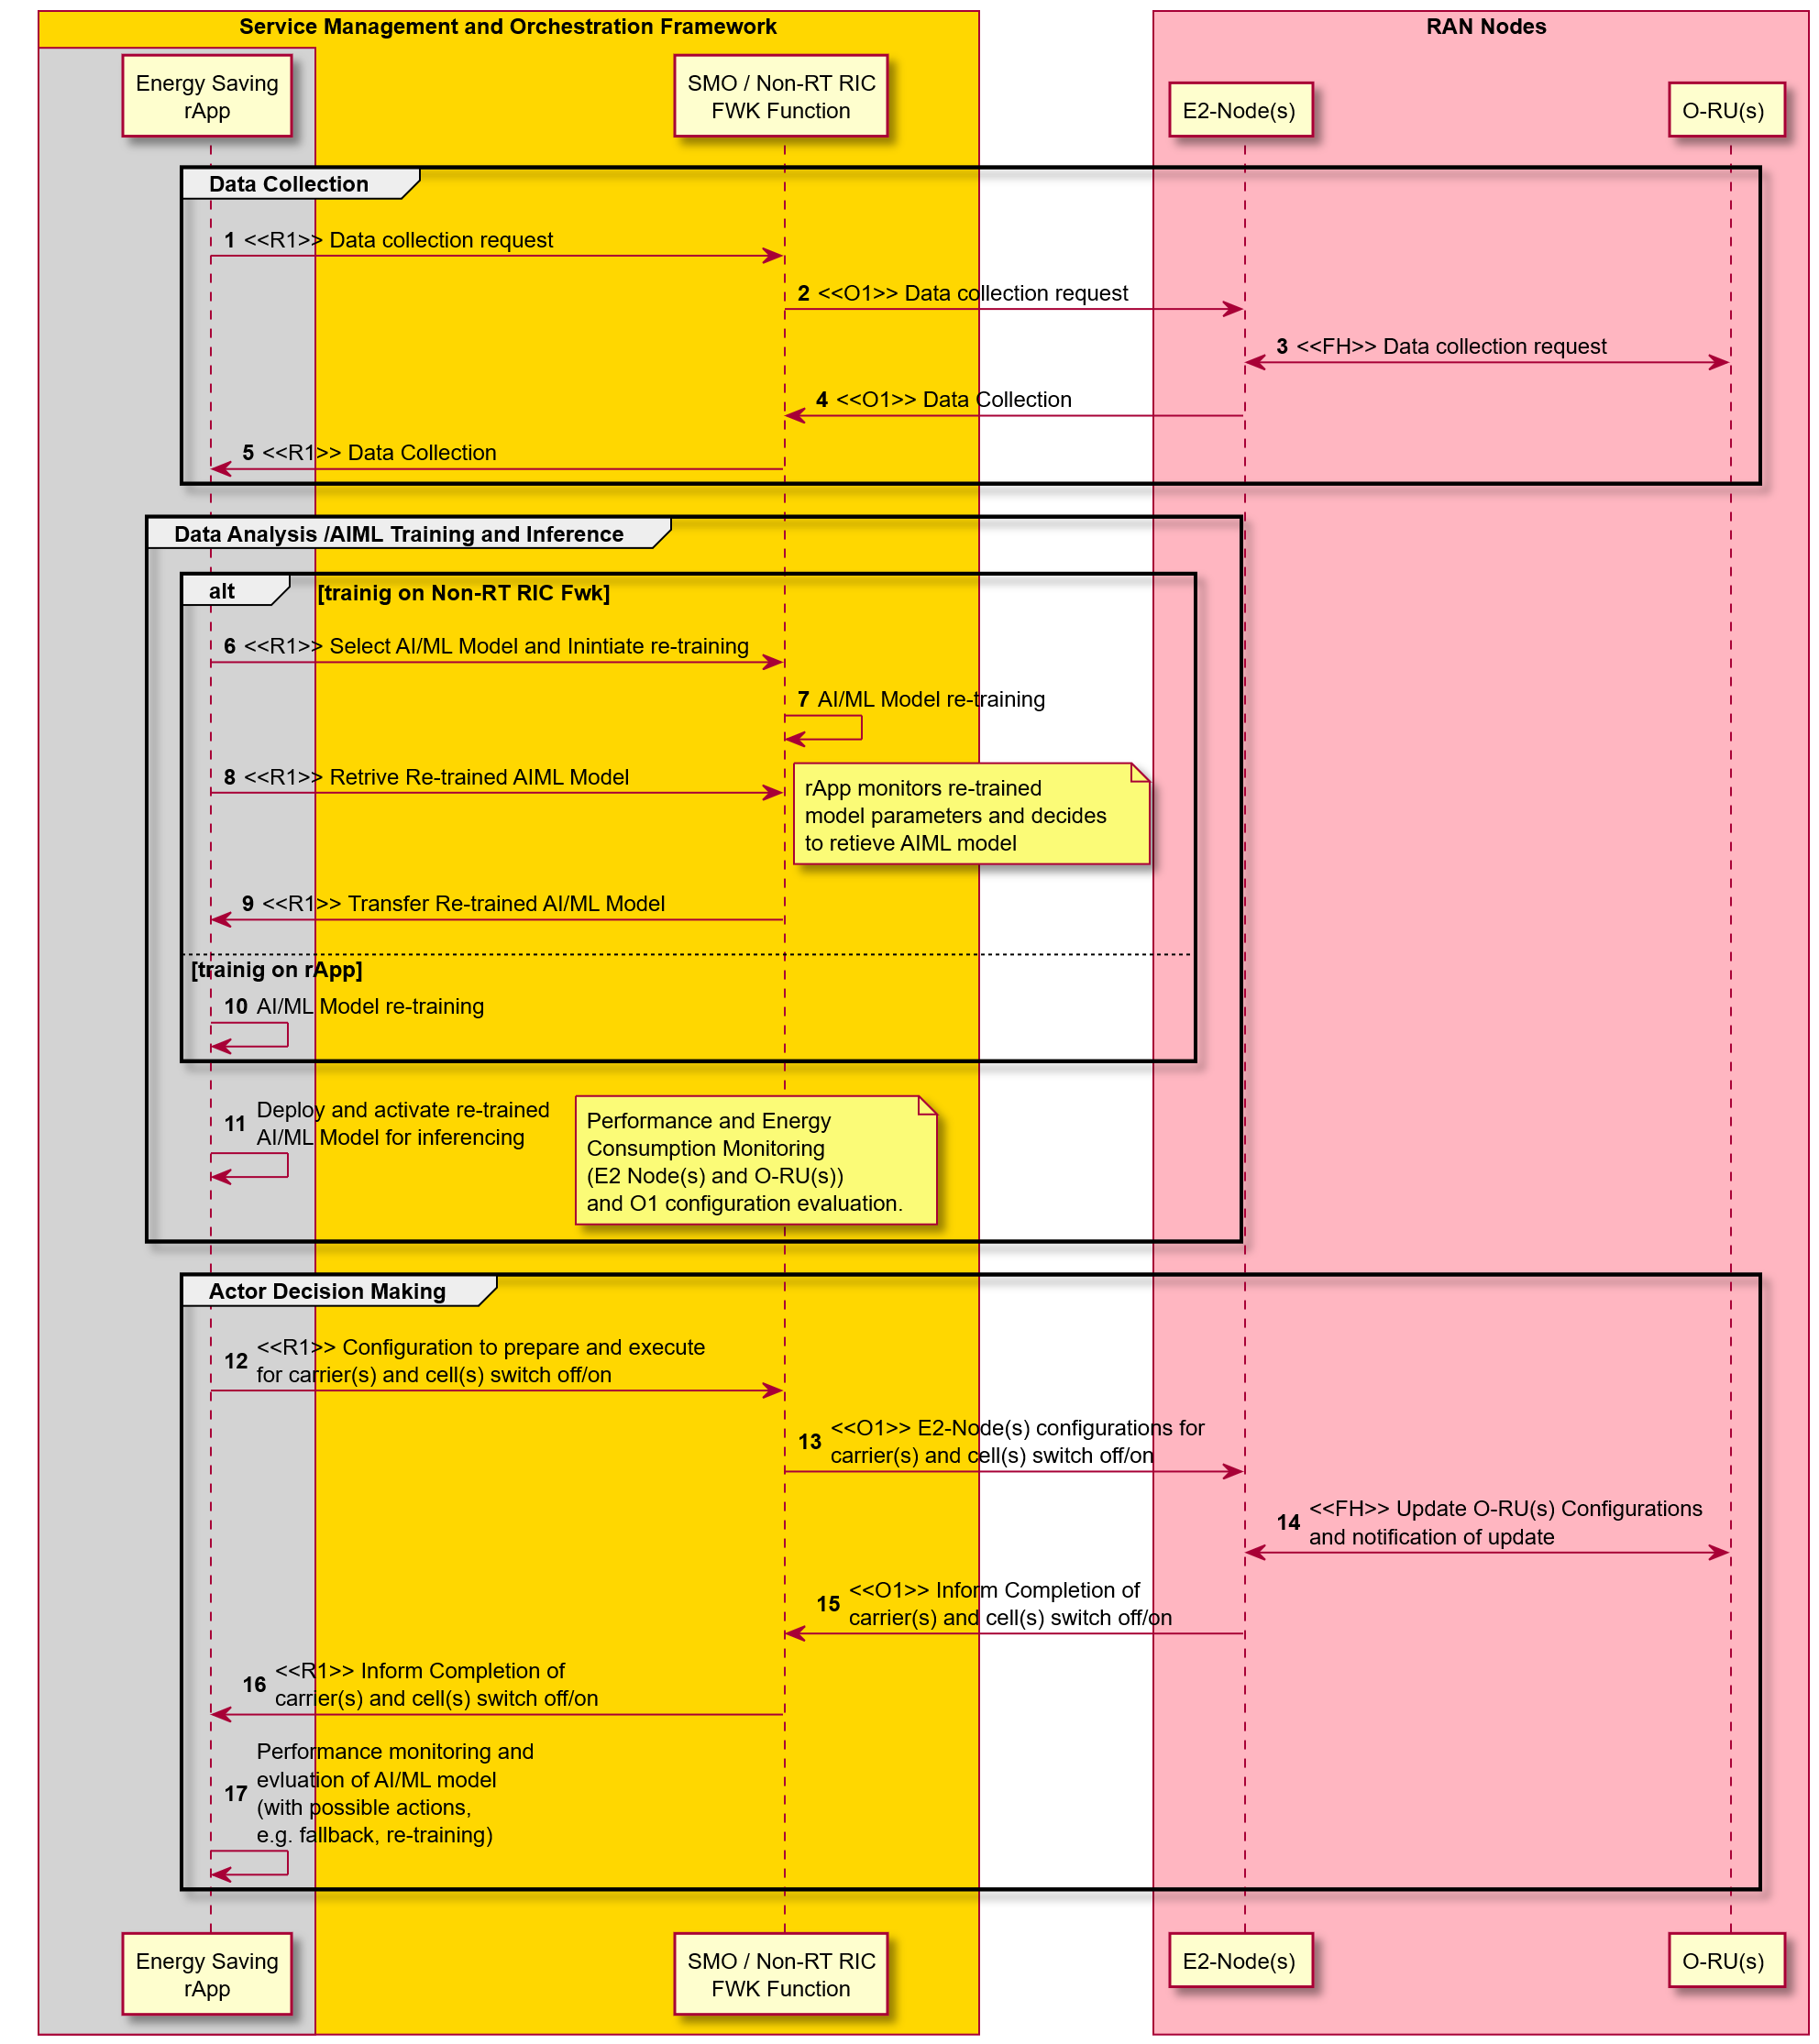 Service Management and Orchestration Framework
RAN Nodes
Energy Saving
rApp
SMO / Non-RT RIC
FWK Function
E2-Node(s)
O-RU(s)
Data Collection
1 <<R1>> Data collection request
2 <<O1>> Data collection request
3 <<FH>> Data collection request
4 <<O1>> Data Collection
5 <<R1>> Data Collection
Data Analysis /AIML Training and Inference
alt [trainig on Non-RT RIC Fwk]
6 <<R1>> Select AI/ML Model and Inintiate re-training
7 AI/ML Model re-training
8 <<R1>> Retrive Re-trained AIML Model
rApp monitors re-trained
model parameters and decides
to retieve AIML model
9 <<R1>> Transfer Re-trained AI/ML Model
[trainig on rApp]
10 AI/ML Model re-training
11 Deploy and activate re-trained
AI/ML Model for inferencing
Performance and Energy
Consumption Monitoring
(E2 Node(s) and O-RU(s))
and O1 configuration evaluation.
Actor Decision Making
12 <<R1>> Configuration to prepare and execute
for carrier(s) and cell(s) switch off/on
13 <<O1>> E2-Node(s) configurations for
carrier(s) and cell(s) switch off/on
14 <<FH>> Update O-RU(s) Configurations
and notification of update
15 <<O1>> Inform Completion of
carrier(s) and cell(s) switch off/on
16 <<R1>> Inform Completion of
carrier(s) and cell(s) switch off/on
17 Performance monitoring and
evluation of AI/ML model
(with possible actions,
e.g. fallback, re-training)
Energy Saving
rApp
SMO / Non-RT RIC
FWK Function
E2-Node(s)
O-RU(s)